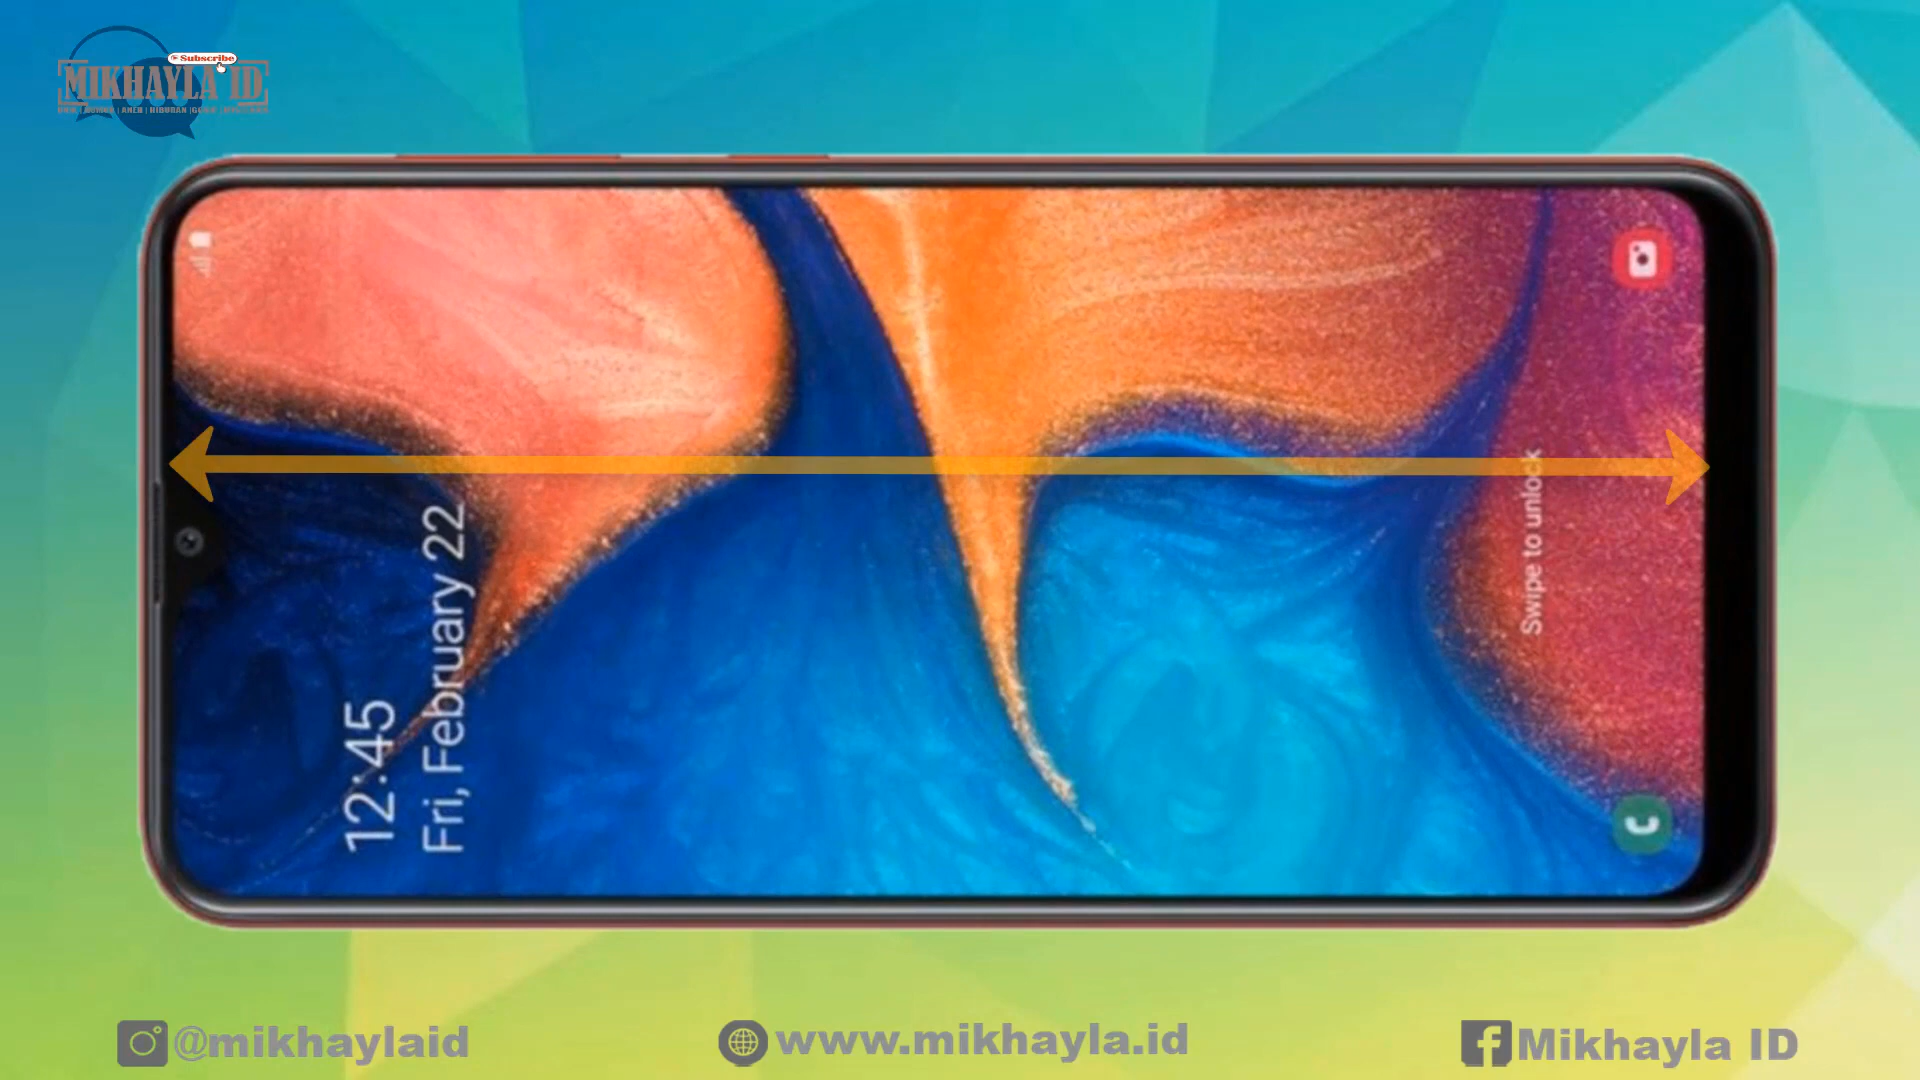 Subscribe
MIKHAYLA ID
12:45
Fri, February 22
Swipe to unlock
@mikhaylaid
www.mikhayla.id
Mikhayla ID